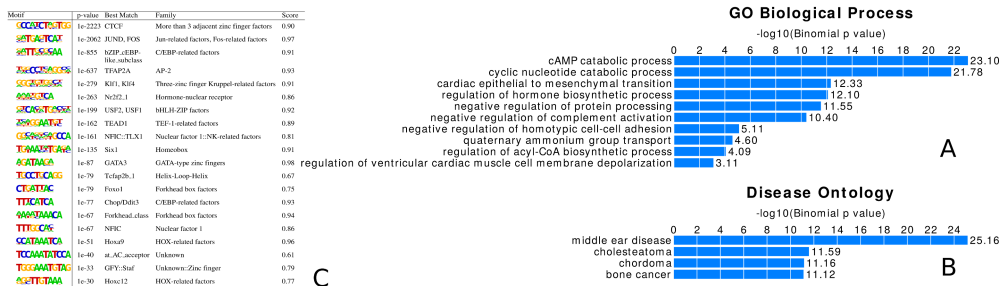 Motif p-value Best Match Family Score
GCCATCTAGTGG 1e-2223 CTCF More than 3 adjacent zinc finger factors 0.90
1e-2062 JUND, FOS Jun-related factors, Fos-related factors 0.97
1e-855 bZIP_cEBP-like_subclass C/EBP-related factors 0.91
1e-637 TFAP2A AP-2 0.93
1e-279 Klf1, Klf4 Three-zinc finger Kruppel-related factors 0.91
1e-263 Nr2f2_1 Hormone-nuclear receptor 0.86
1e-199 USF2, USF1 bHLH-ZIP factors 0.92
1e-162 TEAD1 TEF-1-related factors 0.89
1e-161 NFIC::TLX1 Nuclear factor 1::NK-related factors 0.81
1e-135 Six1 Homeobox 0.91
AGATAAGA 1e-87 GATA3 GATA-type zinc fingers 0.98
TGCCTGCAGG 1e-79 Tcfap2b_1 Helix-Loop-Helix 0.67
CTGATTAC 1e-79 Foxo1 Forkhead box factors 0.75
TTTCATCA 1e-77 Chop/Ddit3 C/EBP-related factors 0.93
1e-67 Forkhead_class Forkhead box factors 0.94
TTTGGCAG 1e-67 NFIC Nuclear factor 1 0.86
CCATAAATCA 1e-51 Hoxa9 HOX-related factors 0.96
TCCAAATATCCA 1e-40 at_AC_acceptor Unknown 0.61
TGGGAAATGTAG 1e-33 GFY::Staf Unknown::Zinc finger 0.79
1e-30 Hoxc12 HOX-related factors 0.77
C
GO Biological Process
-log10(Binomial p value)
0 2 4 6 8 10 12 14 16 18 20 22
cAMP catabolic process 23.10
cyclic nucleotide catabolic process 21.78
cardiac epithelial to mesenchymal transition 12.33
regulation of hormone biosynthetic process 12.10
negative regulation of protein processing 11.55
negative regulation of complement activation 10.40
negative regulation of homotypic cell-cell adhesion 5.11
quaternary ammonium group transport 4.60
regulation of acyl-CoA biosynthetic process 4.09
regulation of ventricular cardiac muscle cell membrane depolarization 3.11
A
Disease Ontology
-log10(Binomial p value)
0 2 4 6 8 10 12 14 16 18 20 22 24
middle ear disease 25.16
cholesteatoma 11.59
chordoma 11.16
bone cancer 11.12
B